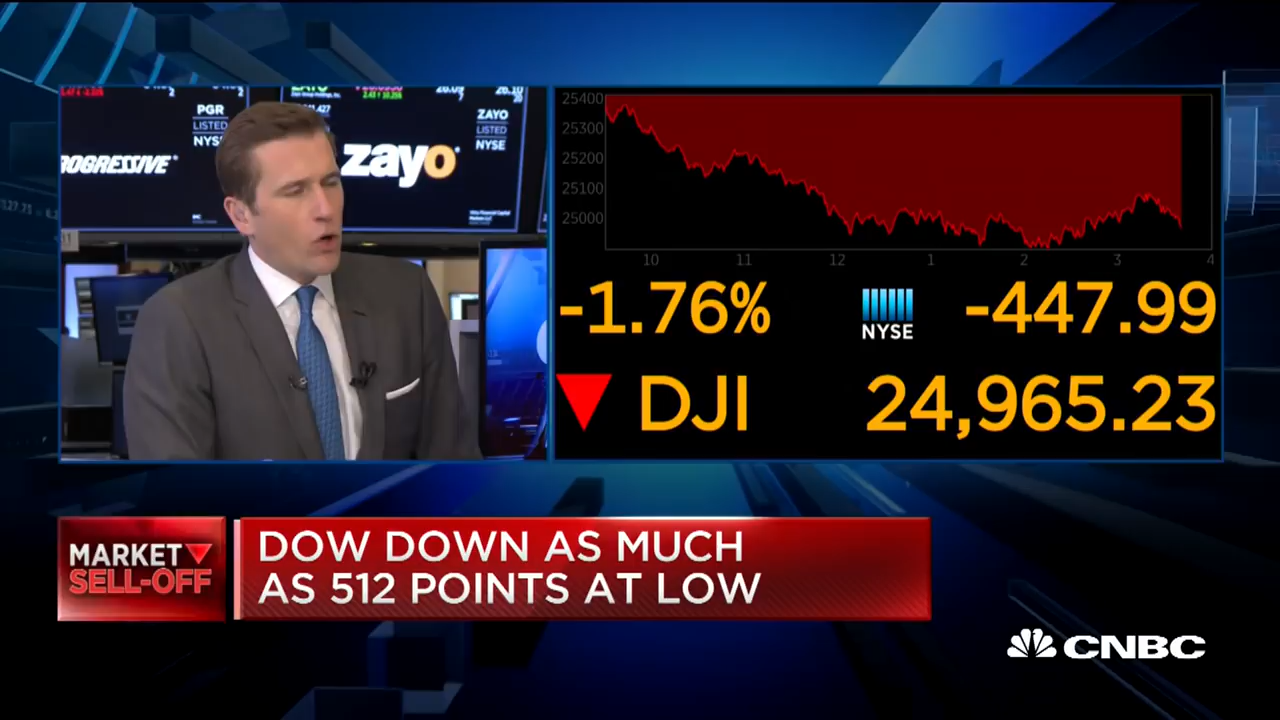 PGR
LISTED
NYSE
ROGRESSIVE
zayo
ZAYO
LISTED
NYSE
25400
25300
25200
25100
25000
10
11
12
1
2
3
4
-1.76%
NYSE
-447.99
DJI
24,965.23
MARKET
SELL-OFF
DOW DOWN AS MUCH
AS 512 POINTS AT LOW
CNBC